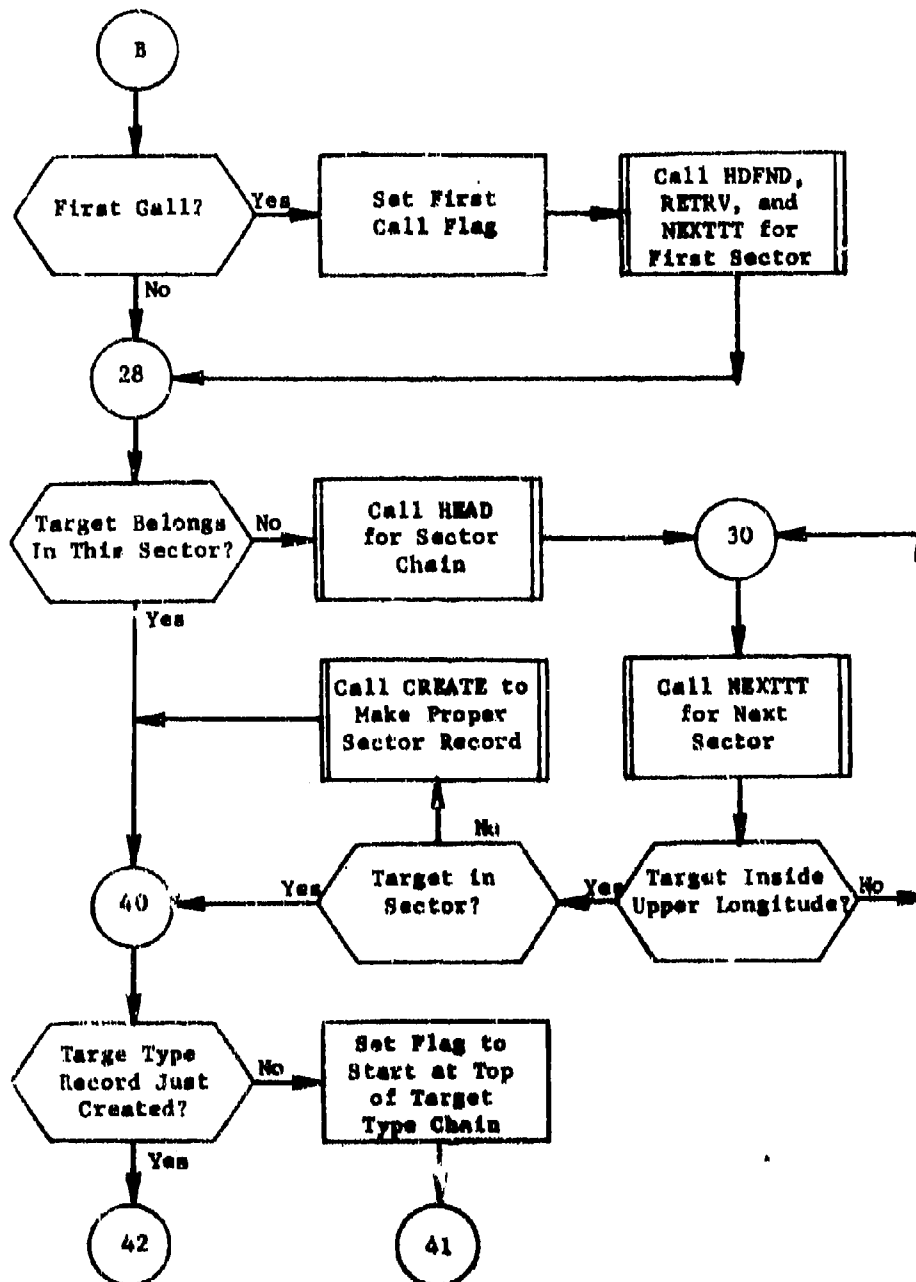 B
First Gall?
Yes
Set First
Call Flag
Call HDFND,
RETRV, and
NEXTTT for
First Sector
No
28
Target Belongs
In This Sector?
No
Call HEAD
for Sector
Chain
30
Yes
Call CREATE to
Make Proper
Sector Record
Call NEXTTT
for Next
Sector
No
40
Yes
Target in
Sector?
Yes
Target Inside
Upper Longitude?
No
Targe Type
Record Just
Created?
No
Set Flag to
Start at Top
of Target
Type Chain
Yes
42
41